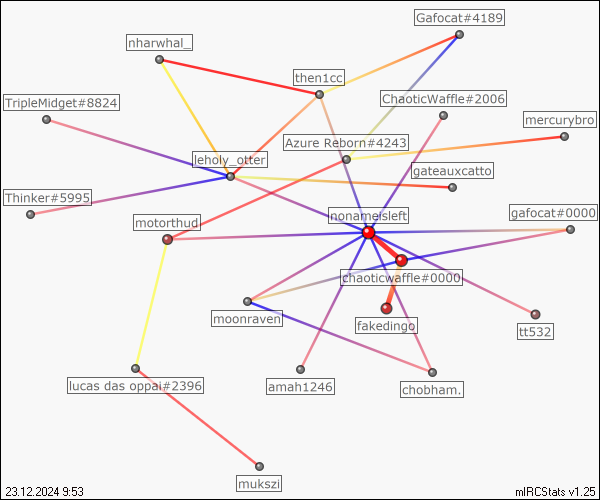 Gafocat#4189
nharwhal_
then1cc
TripleMidget#8824
ChaoticWaffle#2006
mercurybro
Azure Reborn#4243
leholy_otter
gateauxcatto
Thinker#5995
nonameisleft
gafocat#0000
motorthud
chaoticwaffle#0000
moonraven
fakedingo
tt532
lucas das oppai#2396
amah1246
chobham.
mukszi
23.12.2024 9:53
mIRCStats v1.25